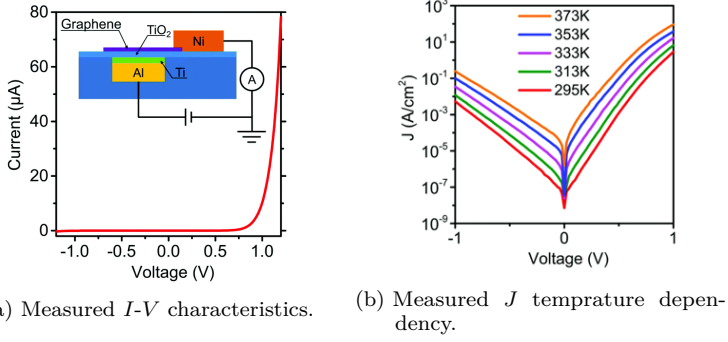 80
60
40
20
0
Current (µA)
-1.0
-0.5
0.0
0.5
1.0
Voltage (V)
Graphene
TiO2
Ni
Ti
Al
A
10^3
10^1
10^-1
10^-3
10^-5
10^-7
10^-9
J (A/cm^2)
373K
353K
333K
313K
295K
-1
0
1
Voltage (V)
a) Measured I-V characteristics.
(b) Measured J temprature depen-
dency.